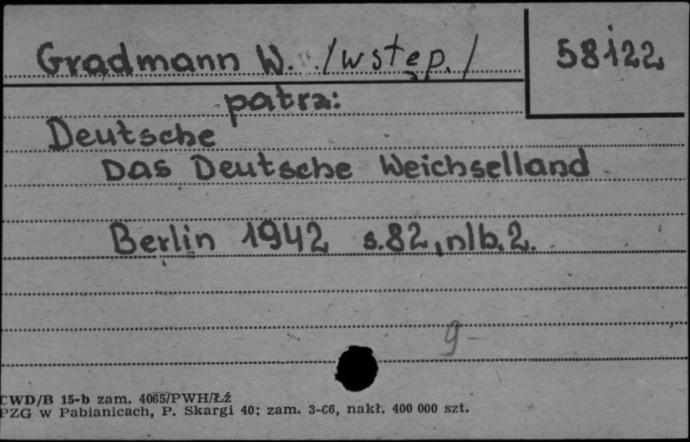 Gradmann W. /wstęp./ 58122
patrz:
Deutsche
Das Deutsche Weichselland
Berlin 1942 s.82, nlb.2.
9-
CWD/B 15-b zam. 4065/PWH/Łź
PZG w Pabianicach, P. Skargi 40; zam. 3-66, nakł. 400 000 szt.